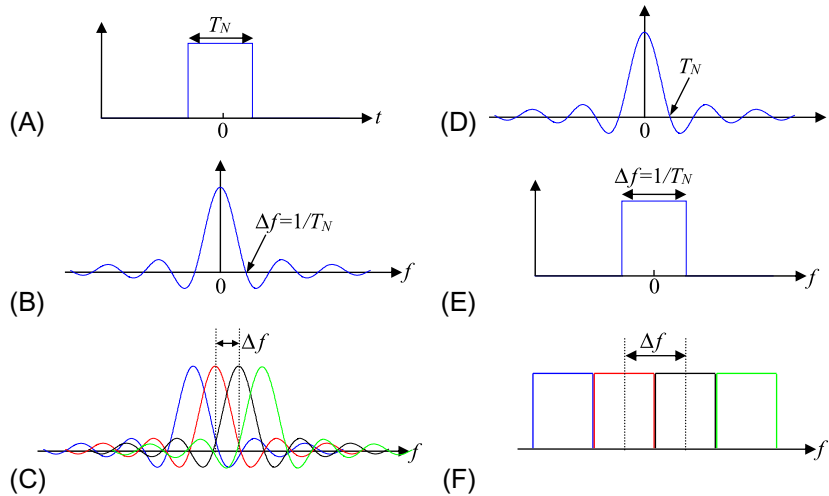 T_N
(A)
0
t
Δf=1/T_N
(B)
0
f
Δf
(C)
f
T_N
(D)
0
Δf=1/T_N
(E)
0
f
Δf
(F)
f